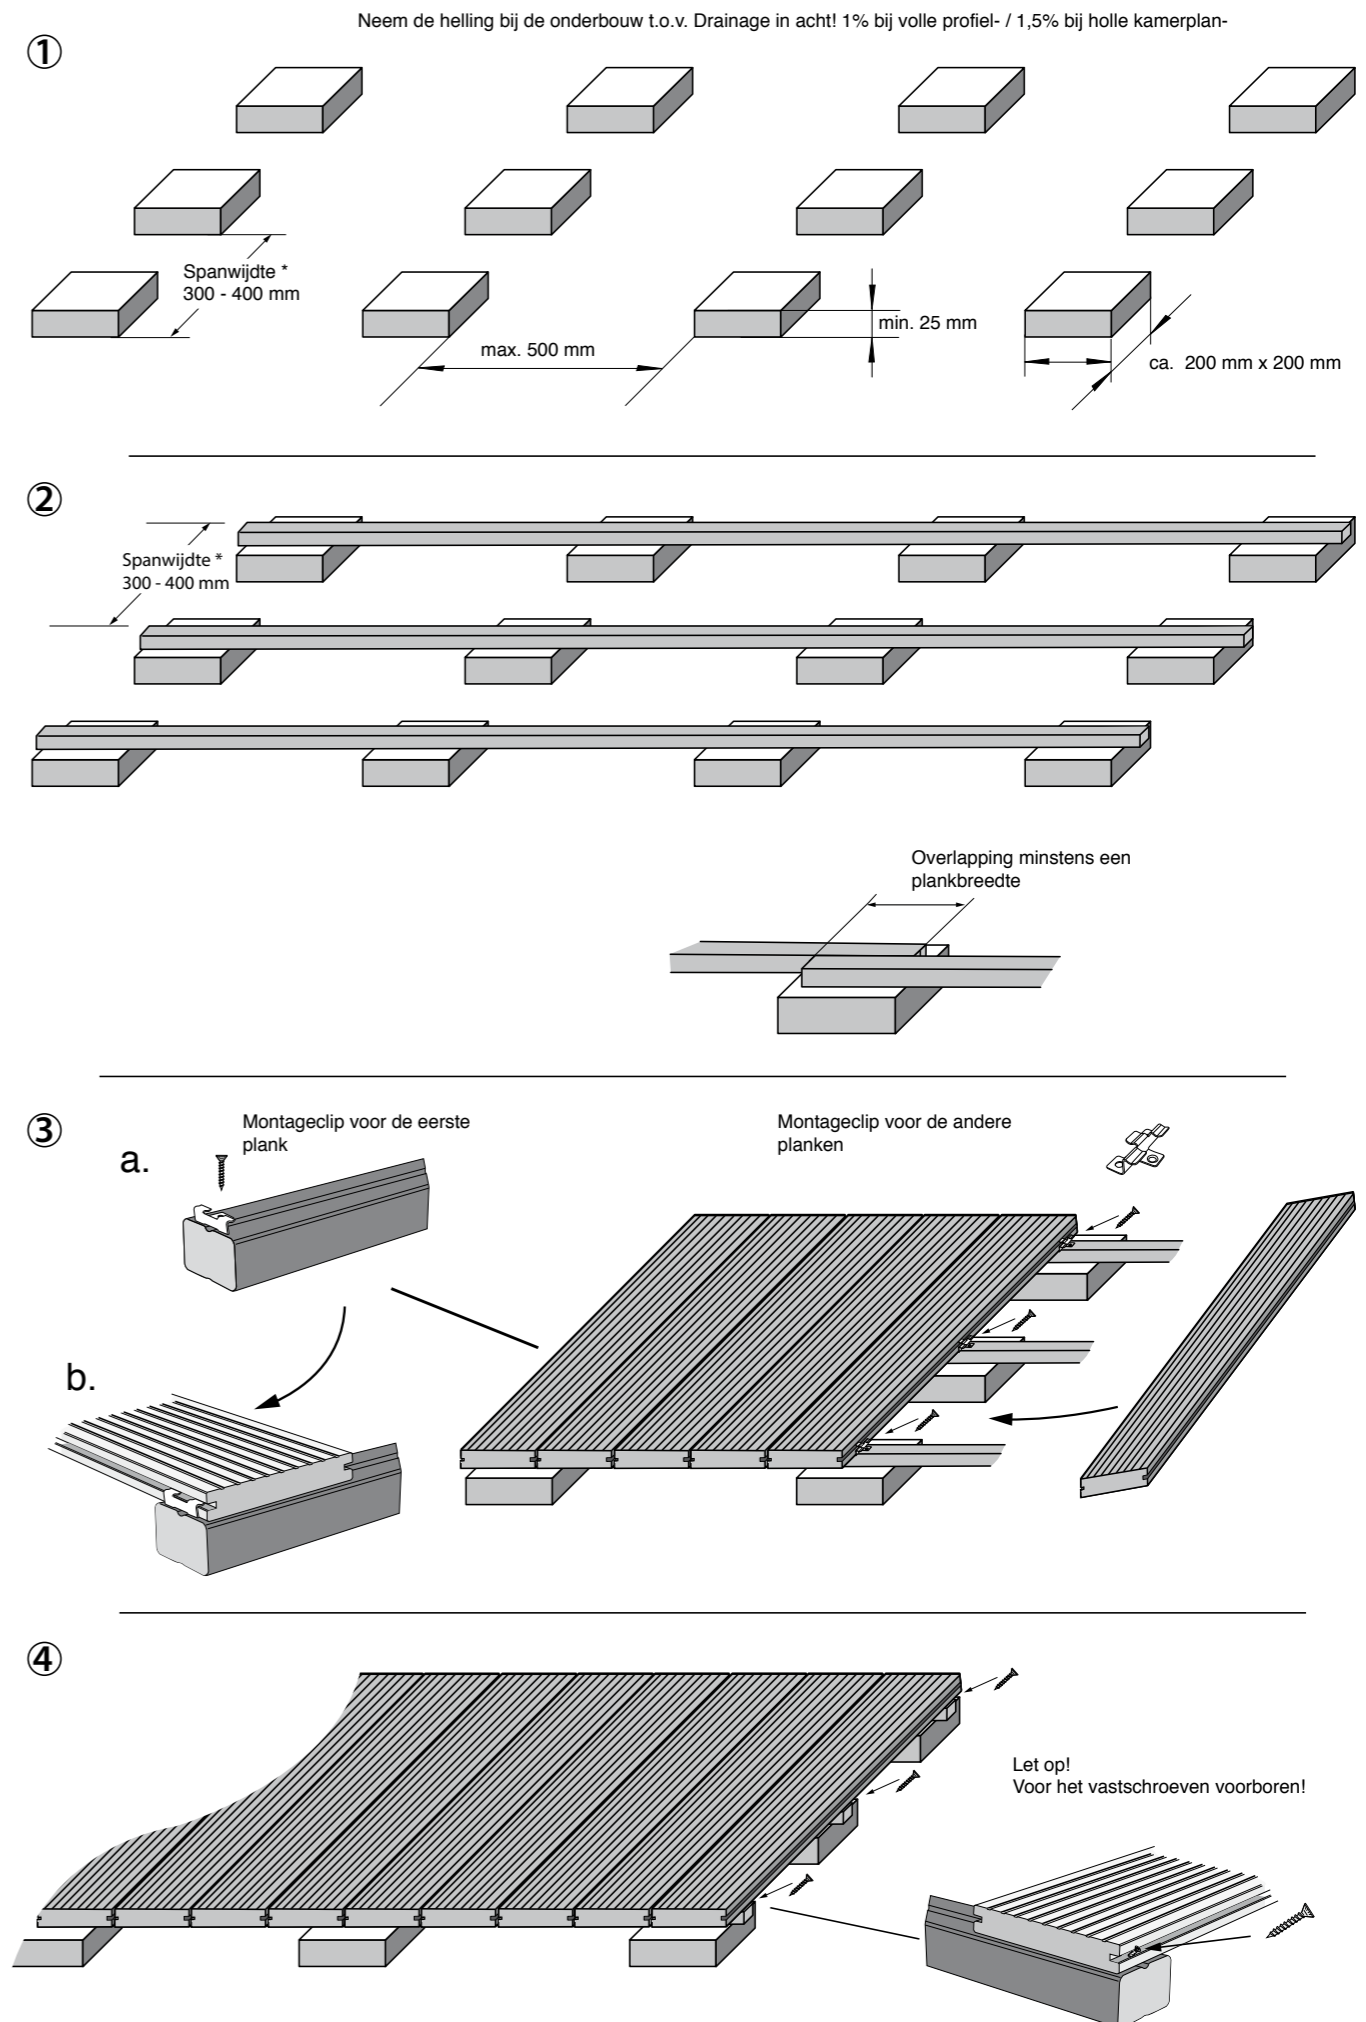 Neem de helling bij de onderbouw t.o.v. Drainage in acht! 1% bij volle profiel- / 1,5% bij holle kamerplan-
1
Spanwijdte *
300 - 400 mm
max. 500 mm
min. 25 mm
ca. 200 mm x 200 mm
2
Spanwijdte *
300 - 400 mm
Overlapping minstens een
plankbreedte
3
a.
Montageclip voor de eerste
plank
Montageclip voor de andere
planken
b.
4
Let op!
Voor het vastschroeven voorboren!